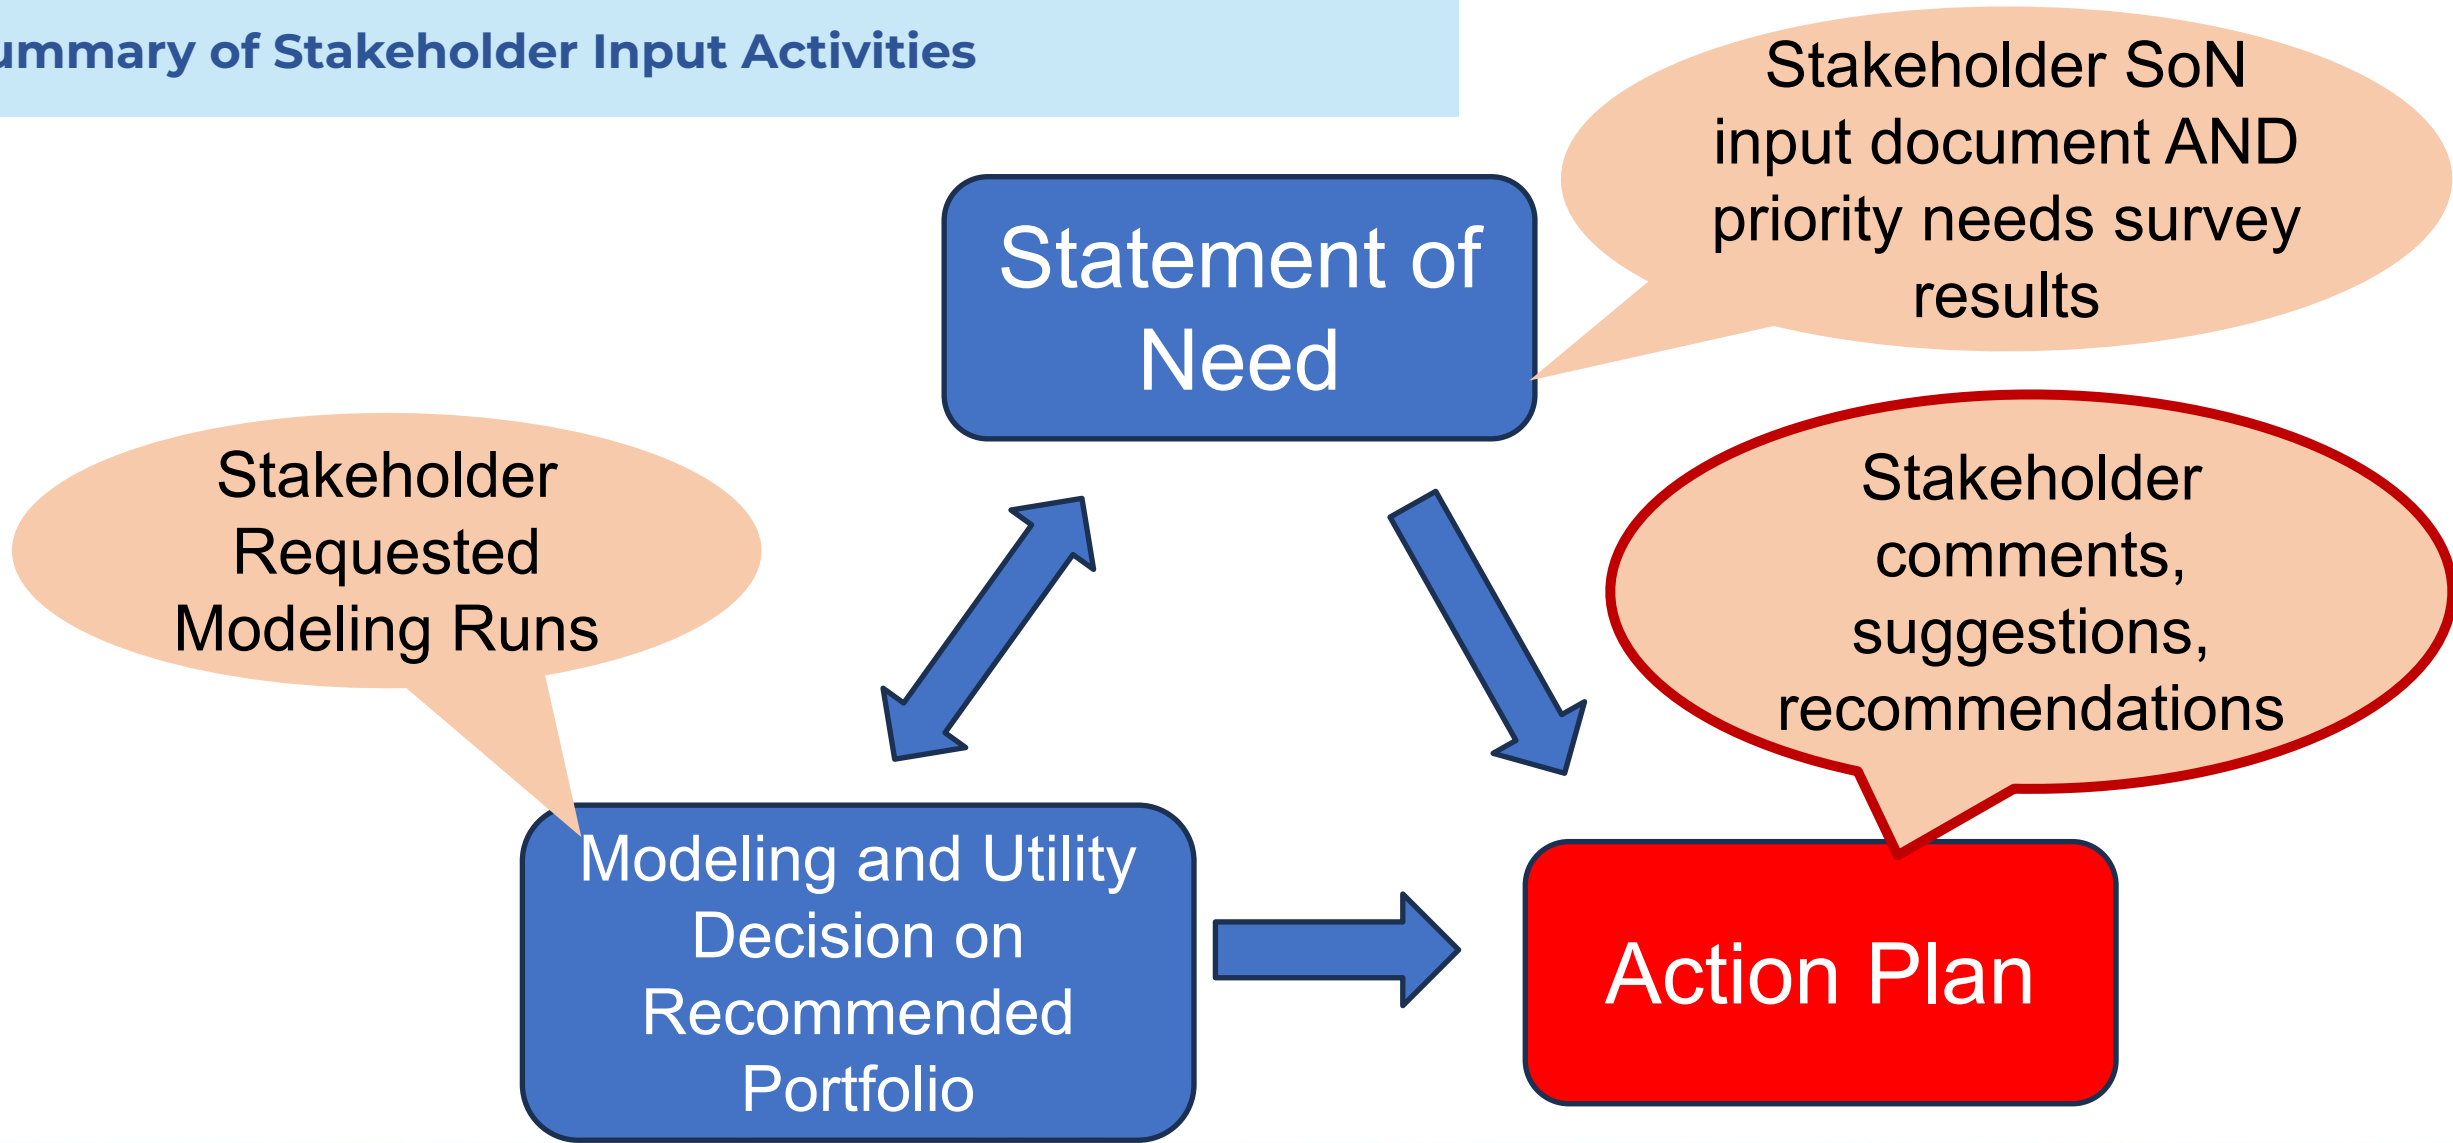 ummary of Stakeholder Input Activities
Stakeholder SoN
input document AND
priority needs survey
results
Statement of
Need
Stakeholder
Requested
Modeling Runs
Stakeholder
comments,
suggestions,
recommendations
Modeling and Utility
Decision on
Recommended
Portfolio
Action Plan